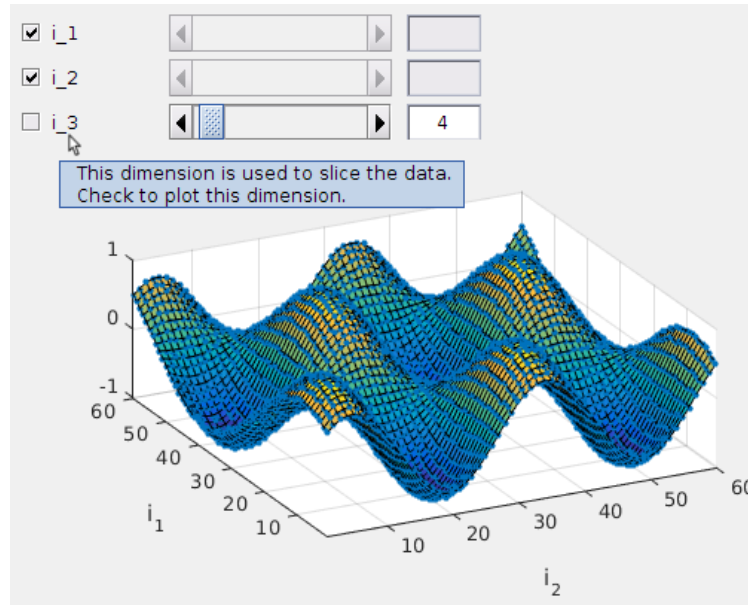 i_1
i_2
i_3 4
This dimension is used to slice the data.
Check to plot this dimension.
1
0
-1
60
50
40
30
20
10
i1
10
20
30
40
50
60
i2